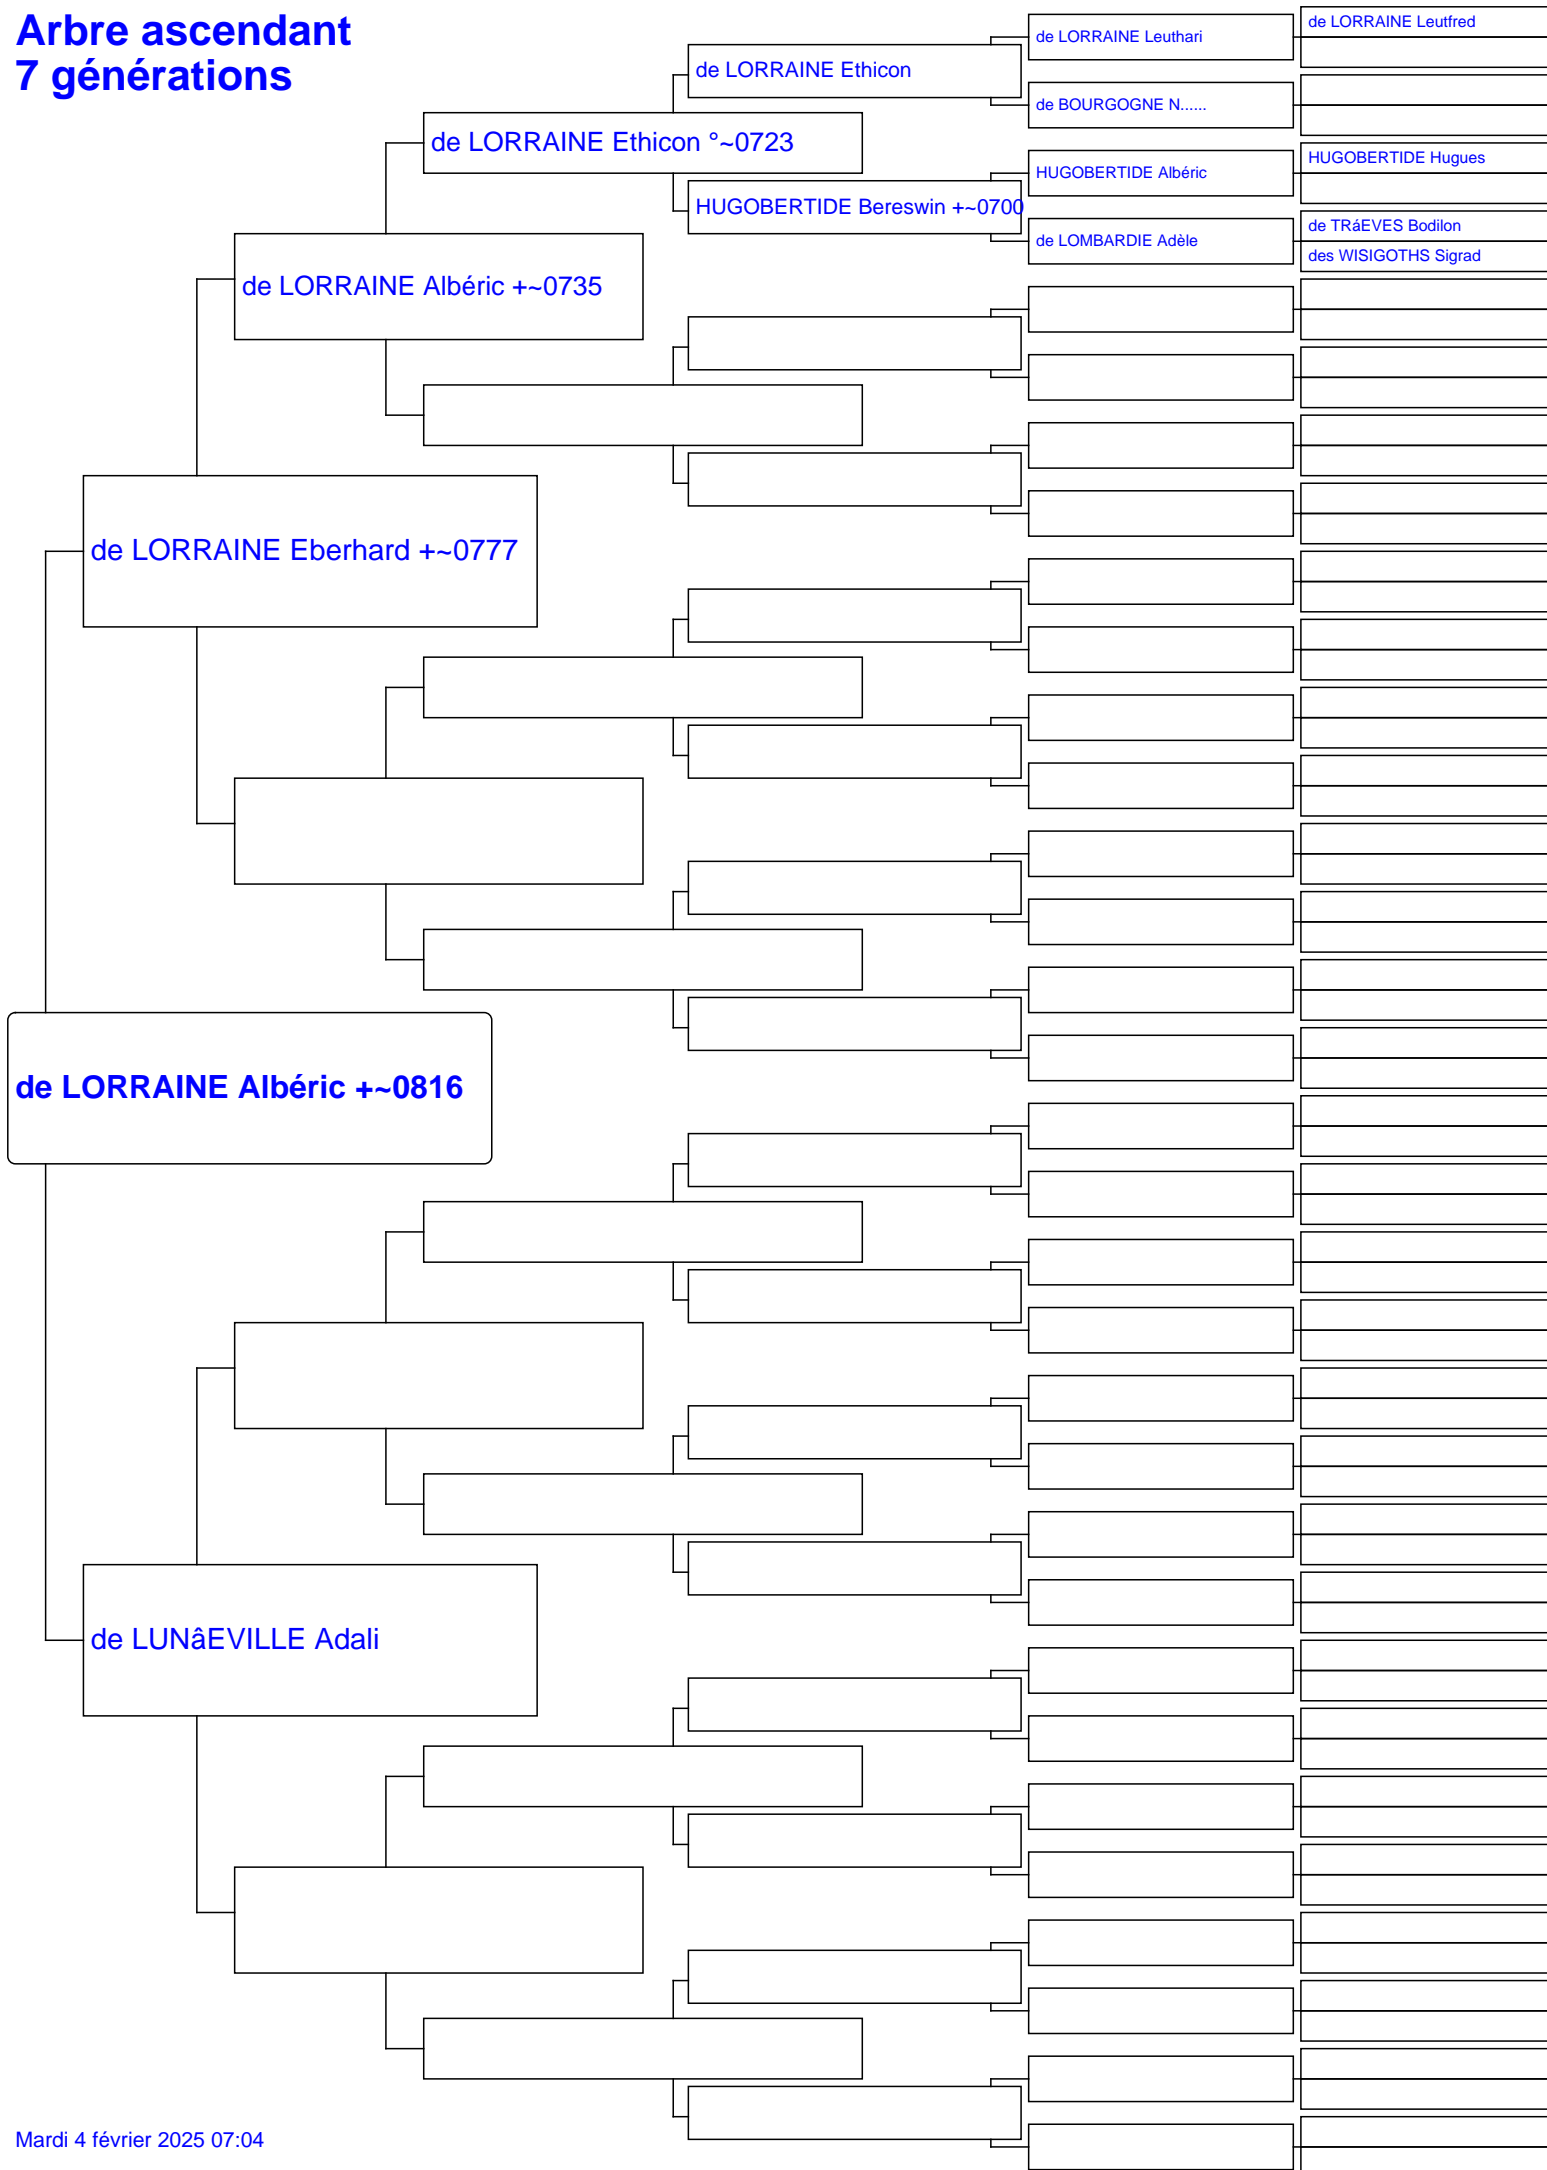 Arbre ascendant
7 générations
de LORRAINE Leutfred
de LORRAINE Leuthari
de LORRAINE Ethicon
de BOURGOGNE N......
de LORRAINE Ethicon °~0723
HUGOBERTIDE Hugues
HUGOBERTIDE Albéric
HUGOBERTIDE Bereswin +~0700
de TRáEVES Bodilon
de LOMBARDIE Adèle
des WISIGOTHS Sigrad
de LORRAINE Albéric +~0735
de LORRAINE Eberhard +~0777
de LORRAINE Albéric +~0816
de LUNâEVILLE Adali
Mardi 4 février 2025 07:04